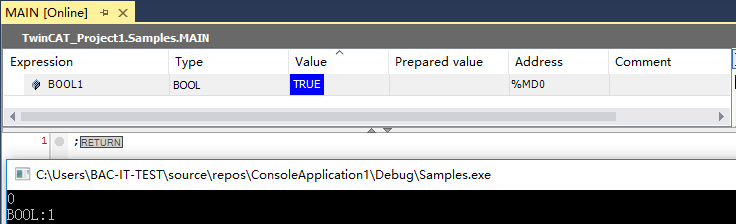 MAIN [Online]
TwinCAT_Project1.Samples.MAIN
Expression Type Value Prepared value Address Comment
BOOL1 BOOL TRUE %MD0
1 ;RETURN
C:\Users\BAC-IT-TEST\source\repos\ConsoleApplication1\Debug\Samples.exe
0
BOOL:1